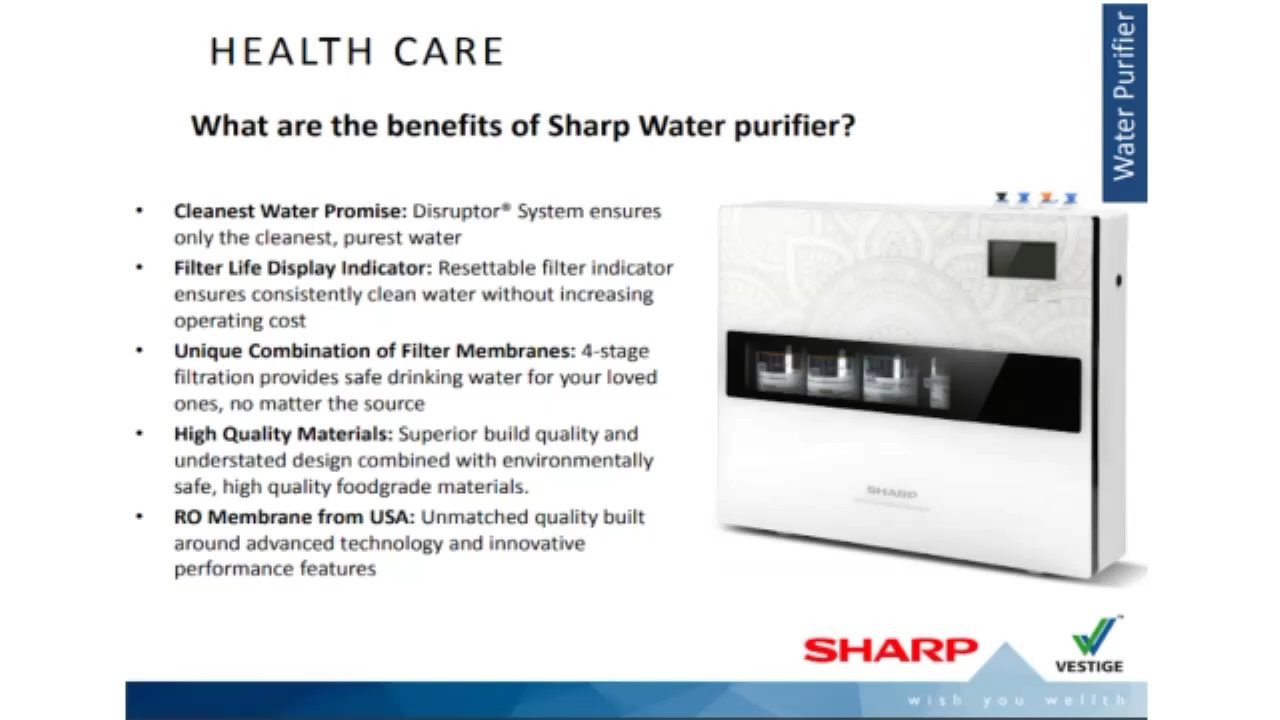 HEALTH CARE
Water Purifier
What are the benefits of Sharp Water purifier?
• Cleanest Water Promise: Disruptor® System ensures
only the cleanest, purest water
• Filter Life Display Indicator: Resettable filter indicator
ensures consistently clean water without increasing
operating cost
• Unique Combination of Filter Membranes: 4-stage
filtration provides safe drinking water for your loved
ones, no matter the source
• High Quality Materials: Superior build quality and
understated design combined with environmentally
safe, high quality foodgrade materials.
• RO Membrane from USA: Unmatched quality built
around advanced technology and innovative
performance features
SHARP
SHARP
VESTIGE
wish you wellth